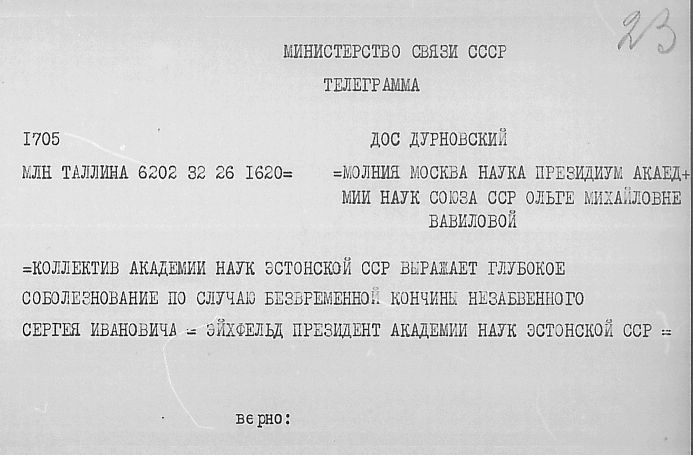 23
МИНИСТЕРСТВО СВЯЗИ СССР
ТЕЛЕГРАММА
I705 ДОС ДУРНОВСКИЙ
МЛН ТАЛЛИНА 6202 32 26 I620= =МОЛНИЯ МОСКВА НАУКА ПРЕЗИДИУМ АКАЕД+
МИИ НАУК СОЮЗА ССР ОЛЬГЕ МИХАЙЛОВНЕ
ВАВИЛОВОЙ
=КОЛЛЕКТИВ АКАДЕМИИ НАУК ЭСТОНСКОЙ ССР ВЫРАЖАЕТ ГЛУБОКОЕ
СОБОЛЕЗНОВАНИЕ ПО СЛУЧАЮ БЕЗВРЕМЕННОЙ КОНЧИНЫ НЕЗАБВЕННОГО
СЕРГЕЯ ИВАНОВИЧА = ЭЙХФЕЛЬД ПРЕЗИДЕНТ АКАДЕМИИ НАУК ЭСТОНСКОЙ ССР =
верно: